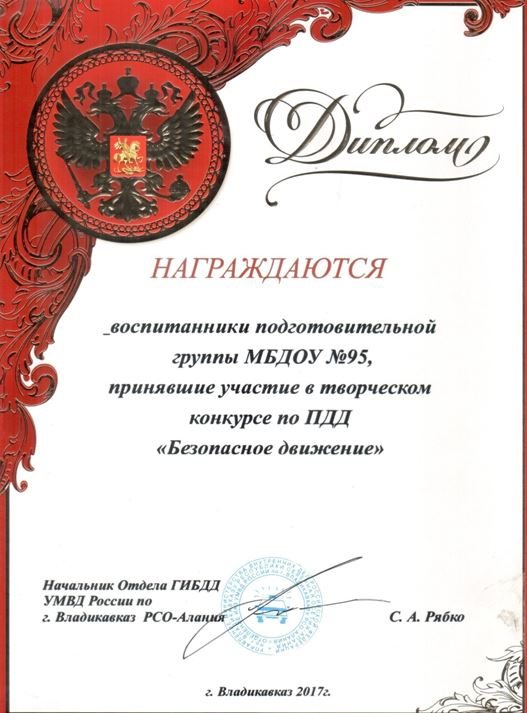 Диплом
НАГРАЖДАЮТСЯ
_воспитанники подготовительной
группы МБДОУ №95,
принявшие участие в творческом
конкурсе по ПДД
«Безопасное движение»
Начальник Отдела ГИБДД
УМВД России по
г. Владикавказ РСО-Алания
С. А. Рябко
г. Владикавказ 2017г.